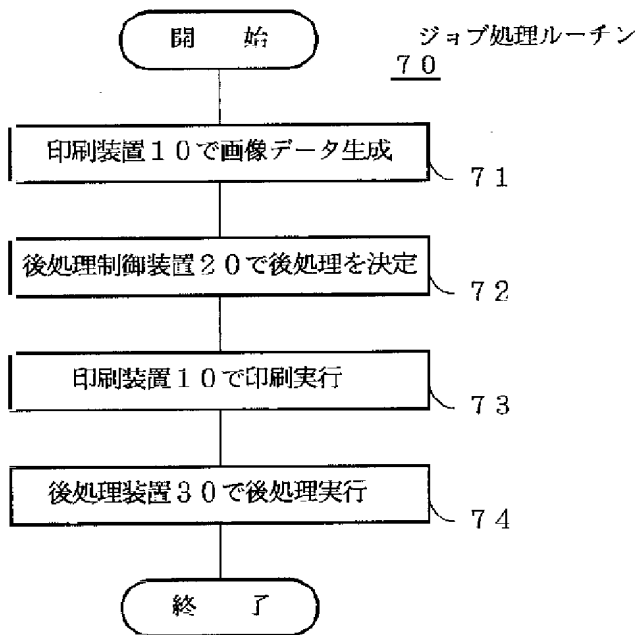 開　始
ジョブ処理ルーチン
７０
印刷装置１０で画像データ生成
７１
後処理制御装置２０で後処理を決定
７２
印刷装置１０で印刷実行
７３
後処理装置３０で後処理実行
７４
終　了